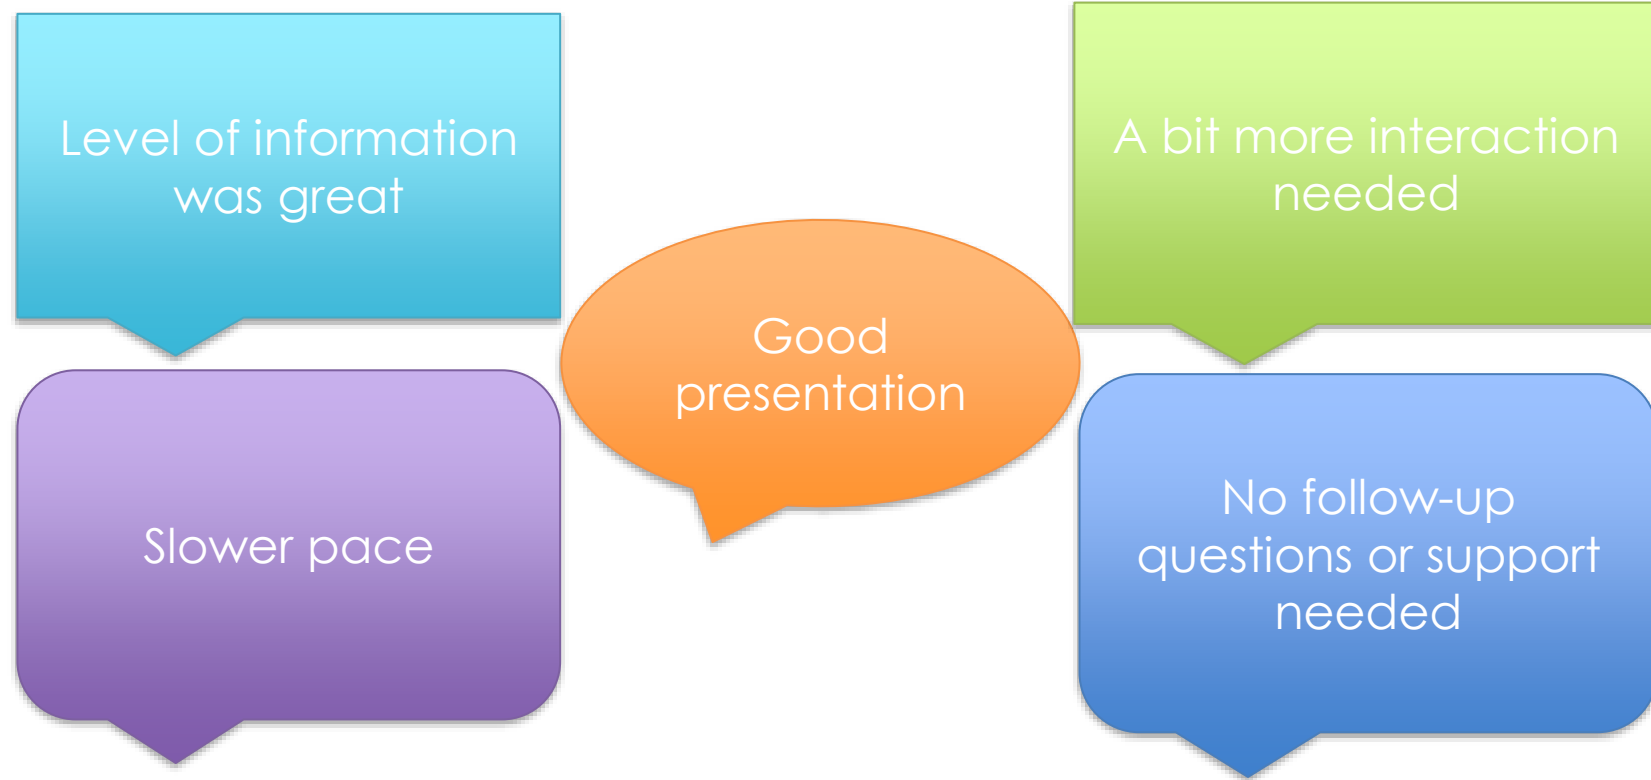 Level of information
was great
A bit more interaction
needed
Good
presentation
Slower pace
No follow-up
questions or support
needed